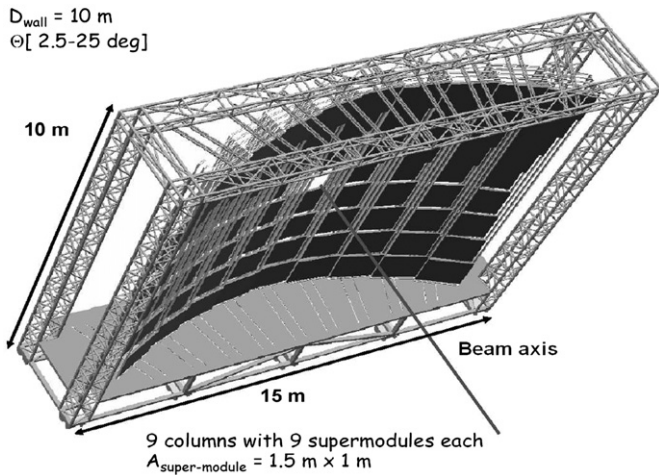 D_wall = 10 m
Θ[ 2.5-25 deg]
10 m
Beam axis
15 m
9 columns with 9 supermodules each
A_super-module = 1.5 m x 1 m